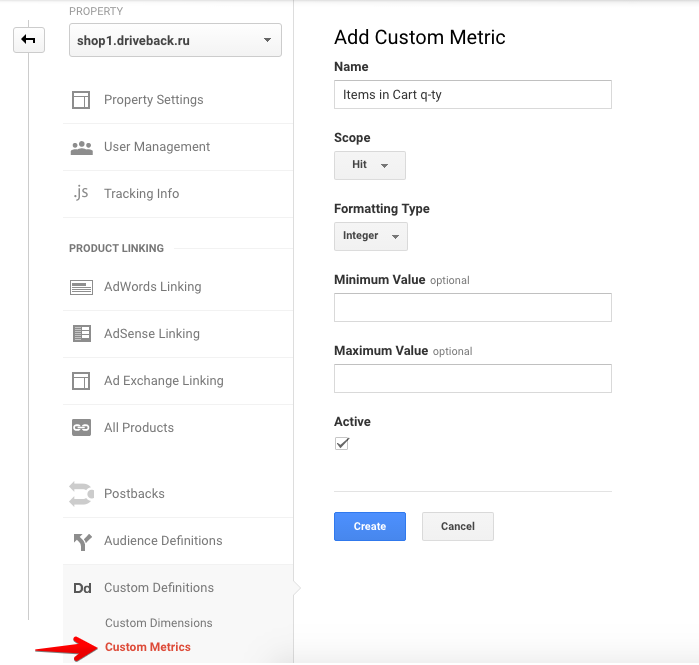 PROPERTY
shop1.driveback.ru
Property Settings
User Management
.js Tracking Info
PRODUCT LINKING
AdWords Linking
AdSense Linking
Ad Exchange Linking
All Products
Postbacks
Audience Definitions
Dd Custom Definitions
Custom Dimensions
Custom Metrics
Add Custom Metric
Name
Items in Cart q-ty
Scope
Hit
Formatting Type
Integer
Minimum Value optional
Maximum Value optional
Active
Create Cancel